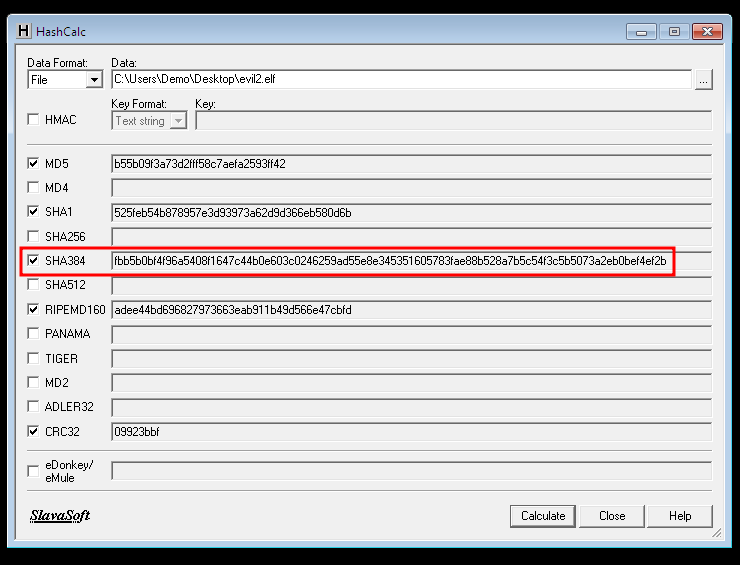 HashCalc
Data Format: Data:
File C:\Users\Demo\Desktop\evil2.elf ...
Key Format: Key:
HMAC Text string
MD5 b55b09f3a73d2fff58c7aefa2593ff42
MD4
SHA1 525feb54b878957e3d93973a62d9d366eb580d6b
SHA256
SHA384 fbb5b0bf4f96a5408f1647c44b0e603c0246259ad55e8e345351605783fae88b528a7b5c54f3c5b5073a2eb0bef4ef2b
SHA512
RIPEMD160 adee44bd696827973663eab911b49d566e47cbfd
PANAMA
TIGER
MD2
ADLER32
CRC32 09923bbf
eDonkey/
eMule
SlavaSoft Calculate Close Help